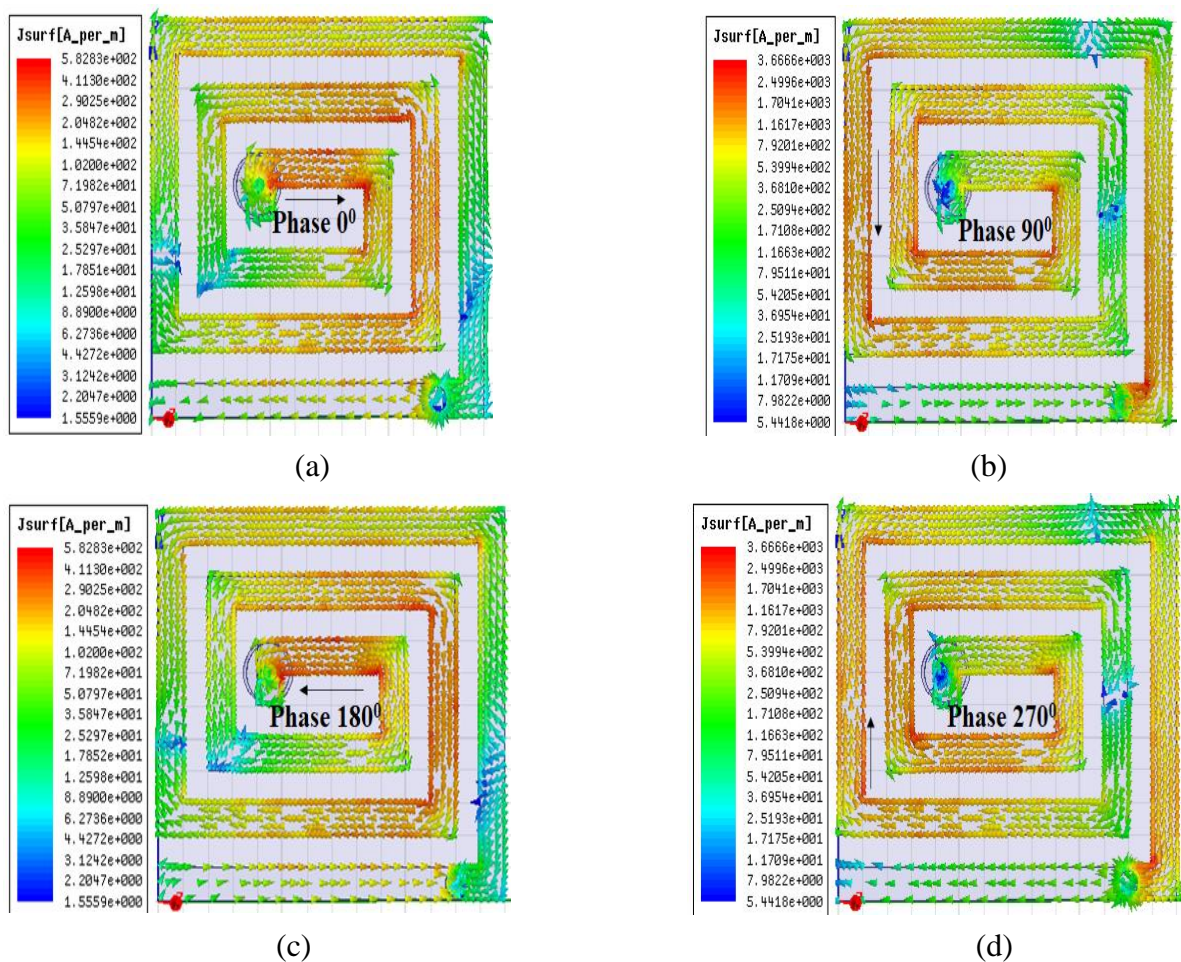 Jsurf[A_per_m]
5.8283e+002
4.1130e+002
2.9025e+002
2.0482e+002
1.4454e+002
1.0200e+002
7.1982e+001
5.0797e+001
3.5847e+001
2.5297e+001
1.7851e+001
1.2598e+001
8.8900e+000
6.2736e+000
4.4272e+000
3.1242e+000
2.2047e+000
1.5559e+000
Phase 0⁰
(a)
Jsurf[A_per_m]
3.6666e+003
2.4996e+003
1.7041e+003
1.1617e+003
7.9201e+002
5.3994e+002
3.6810e+002
2.5094e+002
1.7108e+002
1.1663e+002
7.9511e+001
5.4205e+001
3.6954e+001
2.5193e+001
1.7175e+001
1.1709e+001
7.9822e+000
5.4418e+000
Phase 90⁰
(b)
Jsurf[A_per_m]
5.8283e+002
4.1130e+002
2.9025e+002
2.0482e+002
1.4454e+002
1.0200e+002
7.1982e+001
5.0797e+001
3.5847e+001
2.5297e+001
1.7852e+001
1.2598e+001
8.8900e+000
6.2736e+000
4.4272e+000
3.1242e+000
2.2047e+000
1.5559e+000
Phase 180⁰
(c)
Jsurf[A_per_m]
3.6666e+003
2.4996e+003
1.7041e+003
1.1617e+003
7.9201e+002
5.3994e+002
3.6810e+002
2.5094e+002
1.7108e+002
1.1663e+002
7.9511e+001
5.4205e+001
3.6954e+001
2.5193e+001
1.7175e+001
1.1709e+001
7.9822e+000
5.4418e+000
Phase 270⁰
(d)